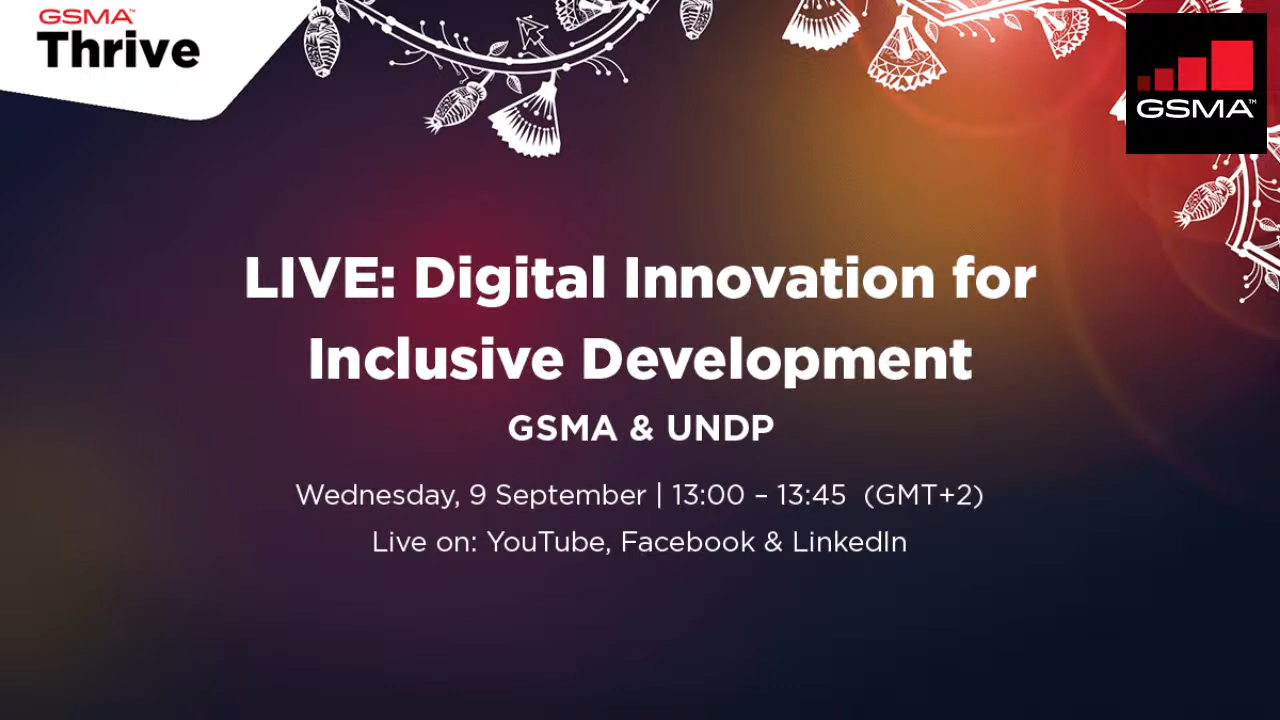 GSMA™
Thrive
GSMA™
LIVE: Digital Innovation for
Inclusive Development
GSMA & UNDP
Wednesday, 9 September | 13:00 – 13:45 (GMT+2)
Live on: YouTube, Facebook & LinkedIn